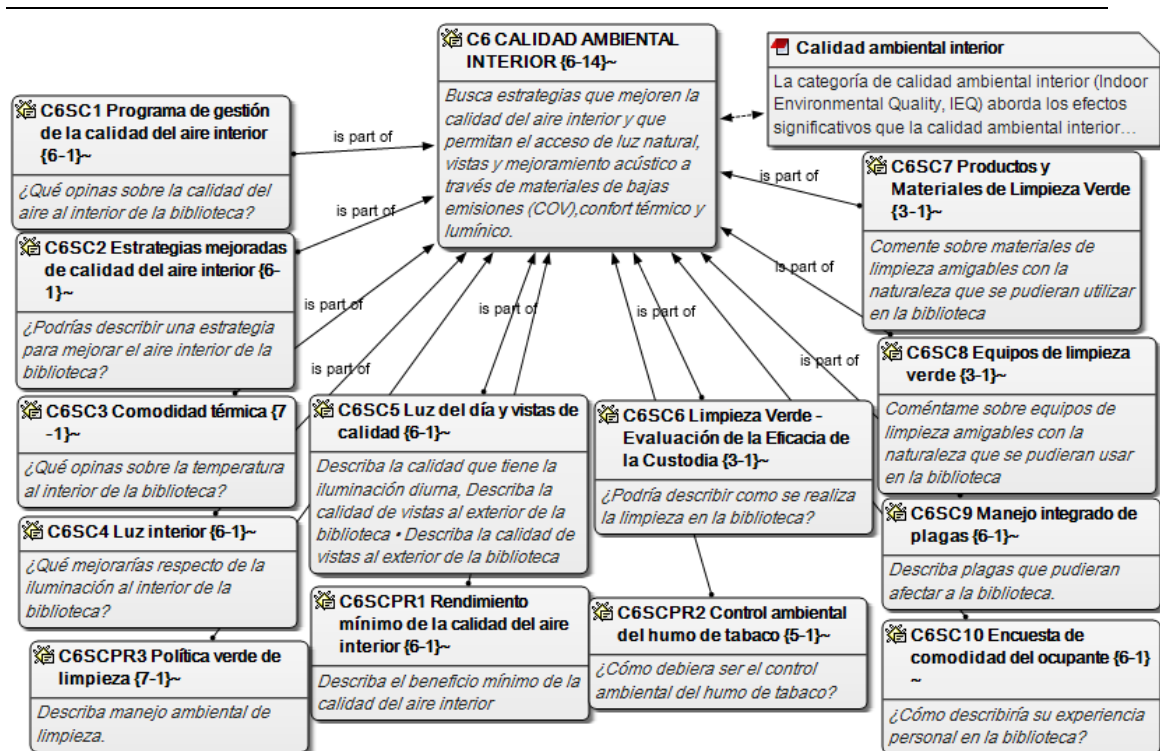 C6 CALIDAD AMBIENTAL
INTERIOR {6-14}~
Busca estrategias que mejoren la
calidad del aire interior y que
permitan el acceso de luz natural,
vistas y mejoramiento acústico a
través de materiales de bajas
emisiones (COV),confort térmico y
lumínico.
Calidad ambiental interior
La categoría de calidad ambiental interior (Indoor
Environmental Quality, IEQ) aborda los efectos
significativos que la calidad ambiental interior…
C6SC1 Programa de gestión
de la calidad del aire interior
{6-1}~
¿Qué opinas sobre la calidad del
aire al interior de la biblioteca?
is part of
C6SC2 Estrategias mejoradas
de calidad del aire interior {6-
1}~
¿Podrías describir una estrategia
para mejorar el aire interior de la
biblioteca?
is part of
C6SC3 Comodidad térmica {7
-1}~
¿Qué opinas sobre la temperatura
al interior de la biblioteca?
is part of
C6SC4 Luz interior {6-1}~
¿Qué mejorarías respecto de la
iluminación al interior de la
biblioteca?
is part of
C6SCPR3 Política verde de
limpieza {7-1}~
Describa manejo ambiental de
limpieza.
C6SC5 Luz del día y vistas de
calidad {6-1}~
Describa la calidad que tiene la
iluminación diurna, Describa la
calidad de vistas al exterior de la
biblioteca • Describa la calidad de
vistas al exterior de la biblioteca
is part of
C6SCPR1 Rendimiento
mínimo de la calidad del aire
interior {6-1}~
Describa el beneficio mínimo de la
calidad del aire interior
C6SC6 Limpieza Verde -
Evaluación de la Eficacia de
la Custodia {3-1}~
¿Podría describir como se realiza
la limpieza en la biblioteca?
is part of
C6SCPR2 Control ambiental
del humo de tabaco {5-1}~
¿Cómo debiera ser el control
ambiental del humo de tabaco?
C6SC7 Productos y
Materiales de Limpieza Verde
{3-1}~
Comente sobre materiales de
limpieza amigables con la
naturaleza que se pudieran utilizar
en la biblioteca
is part of
C6SC8 Equipos de limpieza
verde {3-1}~
Coméntame sobre equipos de
limpieza amigables con la
naturaleza que se pudieran usar
en la biblioteca
is part of
C6SC9 Manejo integrado de
plagas {6-1}~
Describa plagas que pudieran
afectar a la biblioteca.
is part of
C6SC10 Encuesta de
comodidad del ocupante {6-1}
~
¿Cómo describiría su experiencia
personal en la biblioteca?